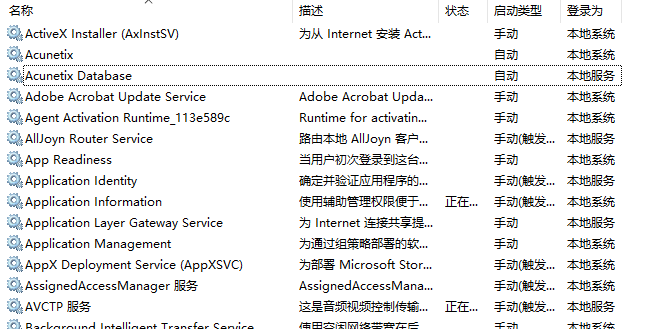 名称 描述 状态 启动类型 登录为
ActiveX Installer (AxInstSV) 为从 Internet 安装 Act... 手动 本地系统
Acunetix 自动 本地系统
Acunetix Database 自动 本地服务
Adobe Acrobat Update Service Adobe Acrobat Upda... 手动 本地系统
Agent Activation Runtime_113e589c Runtime for activatin... 手动 本地系统
AllJoyn Router Service 路由本地 AllJoyn 客户... 手动(触发... 本地服务
App Readiness 当用户初次登录到这台... 手动 本地系统
Application Identity 确定并验证应用程序的... 手动(触发... 本地服务
Application Information 使用辅助管理权限便于... 正在... 手动(触发... 本地系统
Application Layer Gateway Service 为 Internet 连接共享提... 手动 本地服务
Application Management 为通过组策略部署的软... 手动 本地系统
AppX Deployment Service (AppXSVC) 为部署 Microsoft Stor... 手动(触发... 本地系统
AssignedAccessManager 服务 AssignedAccessMana... 手动(触发... 本地系统
AVCTP 服务 这是音频视频控制传输... 正在... 手动(触发... 本地服务
Background Intelligent Transfer Service 使用空闲网络带宽在后... 手动 本地系统